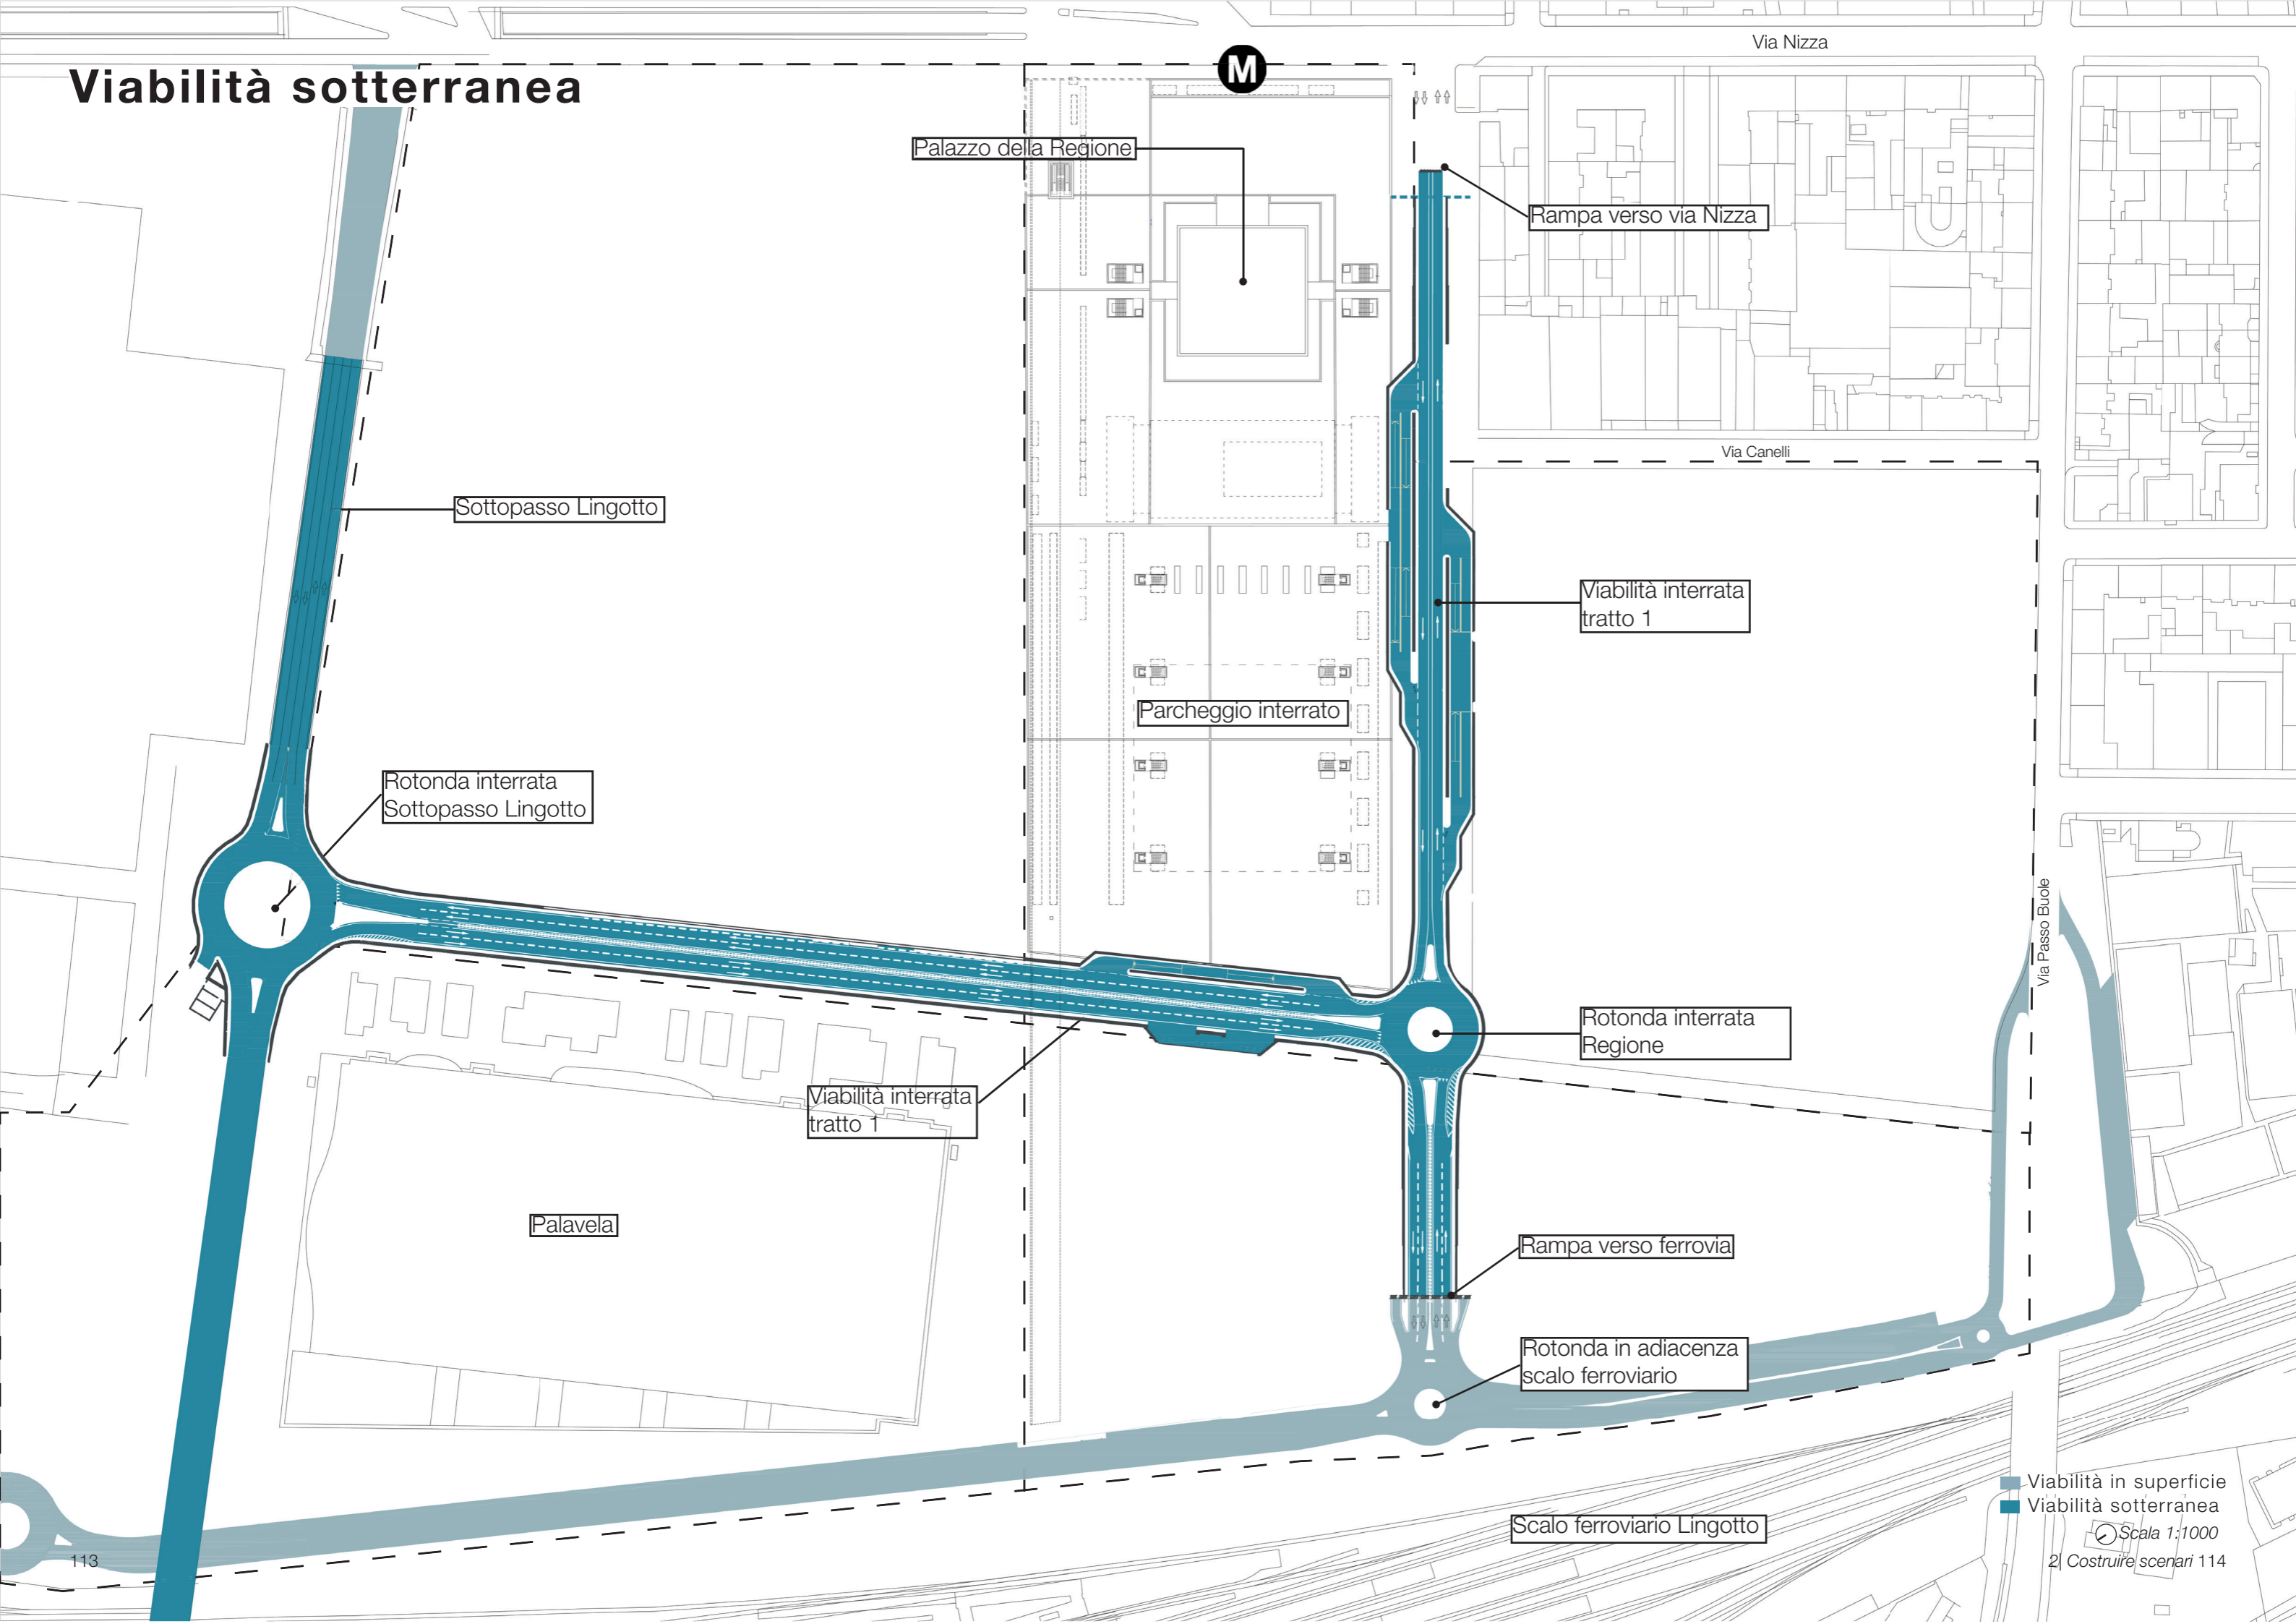 Via Nizza
Viabilità sotterranea
M
Palazzo della Regione
Rampa verso via Nizza
Via Canelli
Sottopasso Lingotto
Viabilità interrata
tratto 1
Parcheggio interrato
Rotonda interrata
Sottopasso Lingotto
Via Passo Buole
Rotonda interrata
Regione
Viabilità interrata
tratto 1
Palavela
Rampa verso ferrovia
Rotonda in adiacenza
scalo ferroviario
Viabilità in superficie
Viabilità sotterranea
Scalo ferroviario Lingotto
Scala 1:1000
113
2| Costruire scenari 114